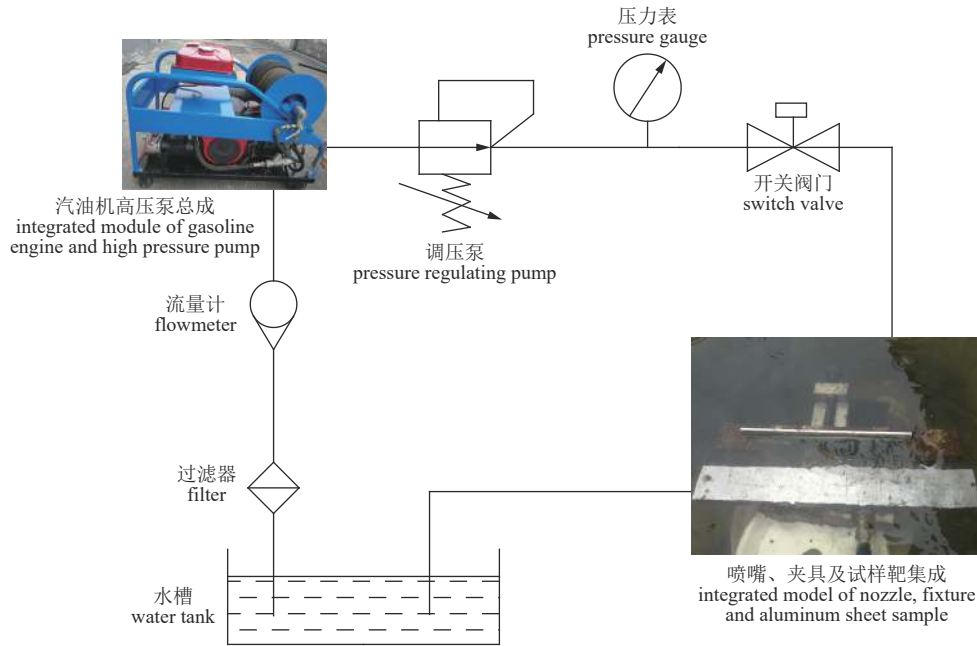 压力表
pressure gauge
开关阀门
switch valve
汽油机高压泵总成
integrated module of gasoline
engine and high pressure pump
调压泵
pressure regulating pump
流量计
flowmeter
过滤器
filter
水槽
water tank
喷嘴、夹具及试样靶集成
integrated model of nozzle, fixture
and aluminum sheet sample